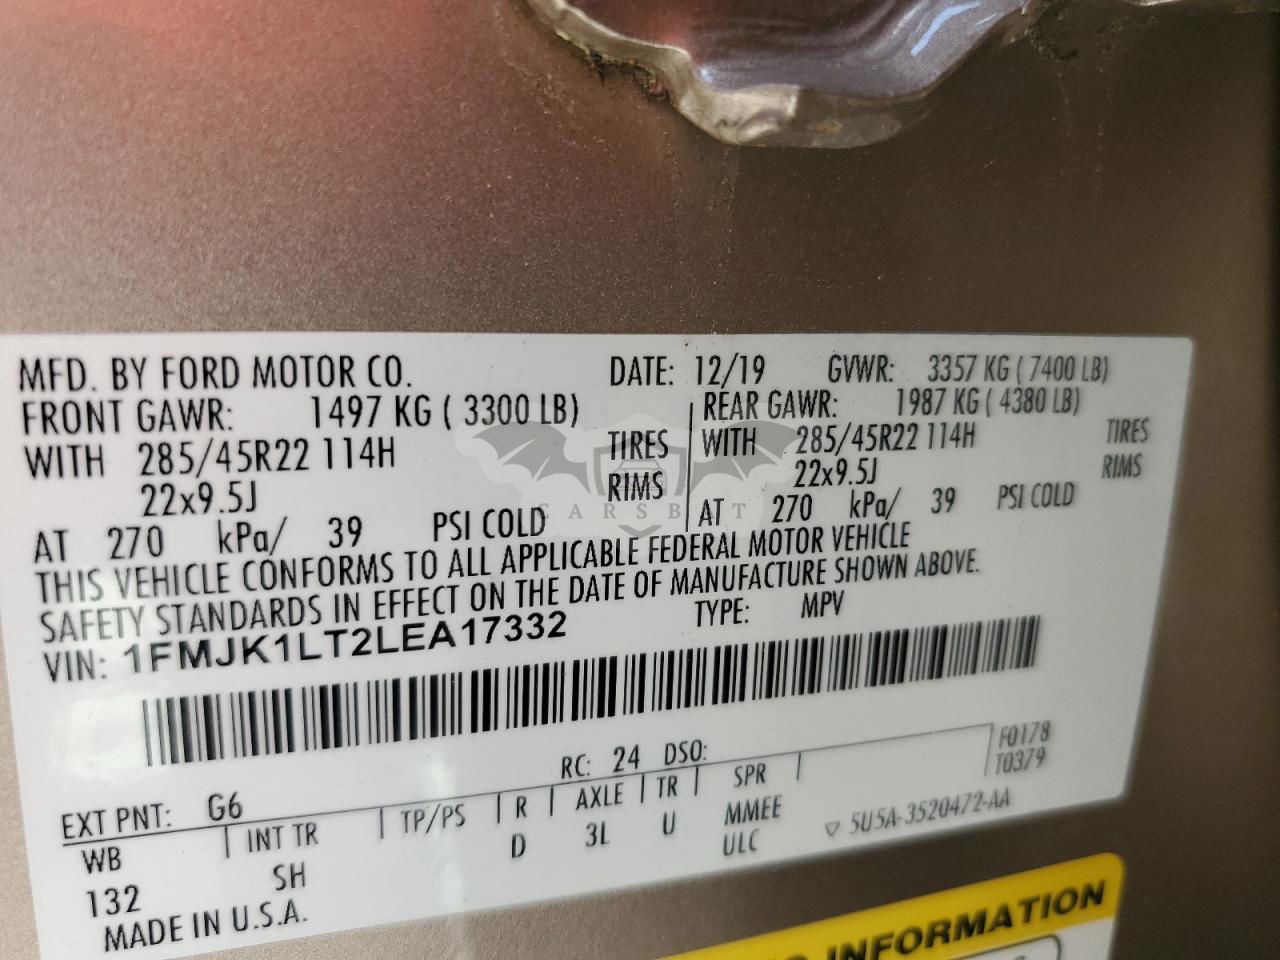 MFD. BY FORD MOTOR CO. DATE: 12/19 GVWR: 3357 KG ( 7400 LB)
FRONT GAWR: 1497 KG ( 3300 LB) REAR GAWR: 1987 KG ( 4380 LB)
WITH 285/45R22 114H TIRES WITH 285/45R22 114H TIRES
22x9.5J RIMS 22x9.5J RIMS
AT 270 kPa/ 39 PSI COLD AT 270 kPa/ 39 PSI COLD
CARSBAT
THIS VEHICLE CONFORMS TO ALL APPLICABLE FEDERAL MOTOR VEHICLE
SAFETY STANDARDS IN EFFECT ON THE DATE OF MANUFACTURE SHOWN ABOVE.
VIN: 1FMJK1LT2LEA17332 TYPE: MPV
F0178
RC: 24 DSO: T0379
EXT PNT: G6
WB INT TR TP/PS R AXLE TR SPR
132 SH D 3L U MMEE
ULC ▽ 5U5A-3520472-AA
MADE IN U.S.A.
INFORMATION